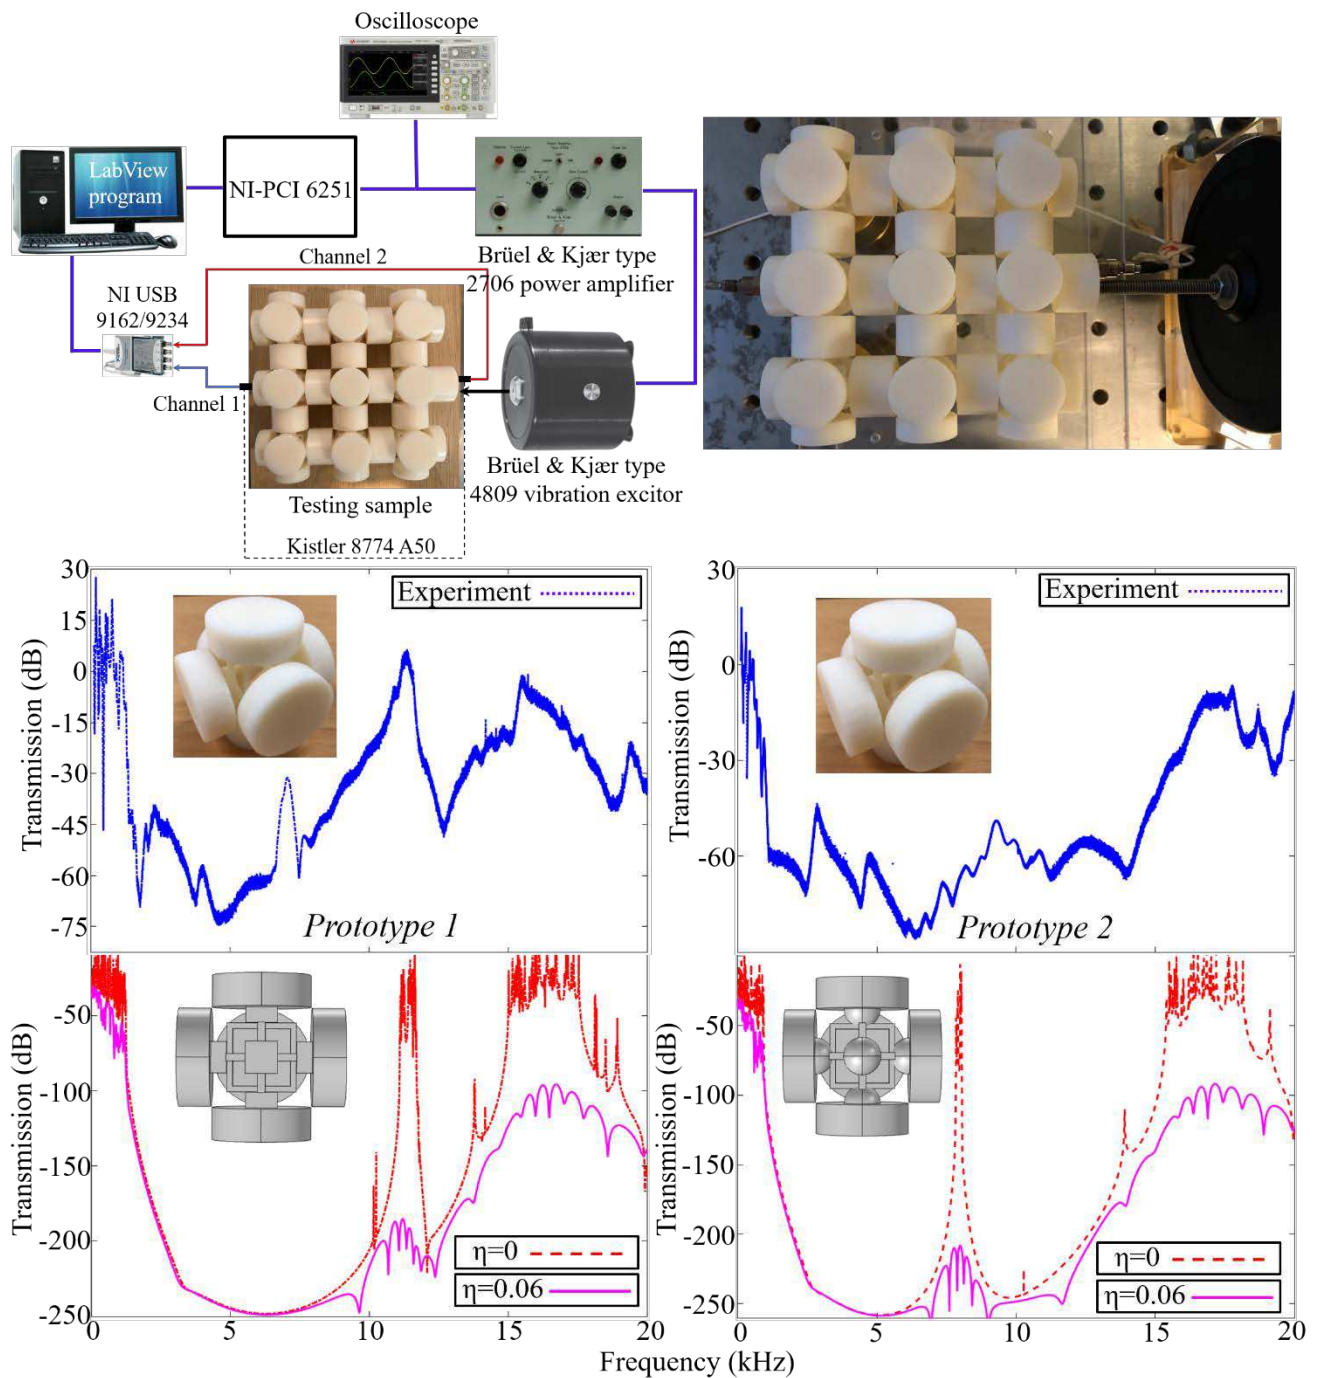 Oscilloscope
LabView
program
NI-PCI 6251
Channel 2
Brüel & Kjær type
2706 power amplifier
NI USB
9162/9234
Channel 1
Brüel & Kjær type
4809 vibration excitor
Testing sample
Kistler 8774 A50
30
15
0
-15
-30
-45
-60
-75
Transmission (dB)
Experiment
Prototype 1
30
0
-30
-60
Transmission (dB)
Experiment
Prototype 2
-50
-100
-150
-200
-250
Transmission (dB)
η=0
η=0.06
0
5
10
15
20
-50
-100
-150
-200
-250
Transmission (dB)
η=0
η=0.06
0
5
10
15
20
Frequency (kHz)